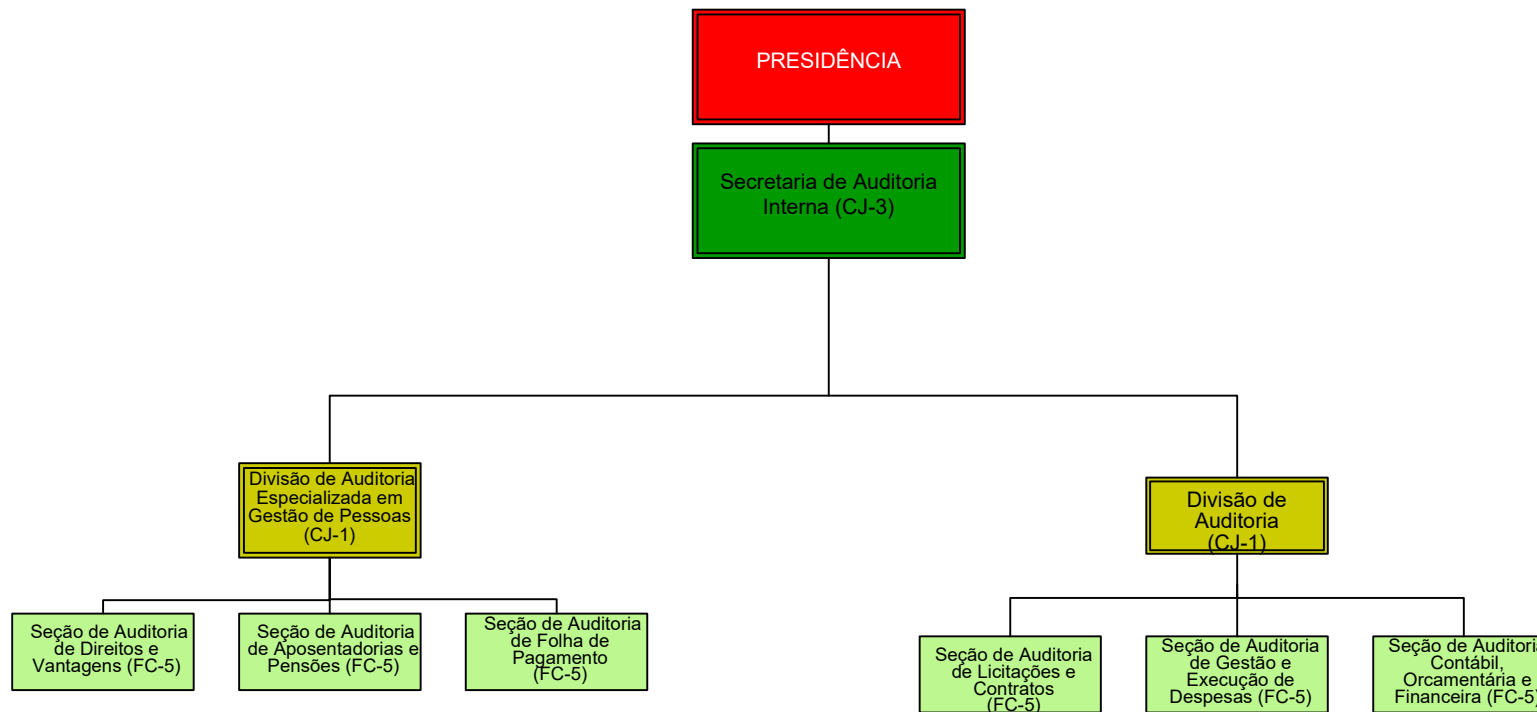 PRESIDÊNCIA
Secretaria de Auditoria
Interna (CJ-3)
Divisão de Auditoria
Especializada em
Gestão de Pessoas
(CJ-1)
Divisão de
Auditoria
(CJ-1)
Seção de Auditoria
de Direitos e
Vantagens (FC-5)
Seção de Auditoria
de Aposentadorias e
Pensões (FC-5)
Seção de Auditoria
de Folha de
Pagamento
(FC-5)
Seção de Auditoria
de Licitações e
Contratos
(FC-5)
Seção de Auditoria
de Gestão e
Execução de
Despesas (FC-5)
Seção de Auditoria
Contábil,
Orcamentária e
Financeira (FC-5)